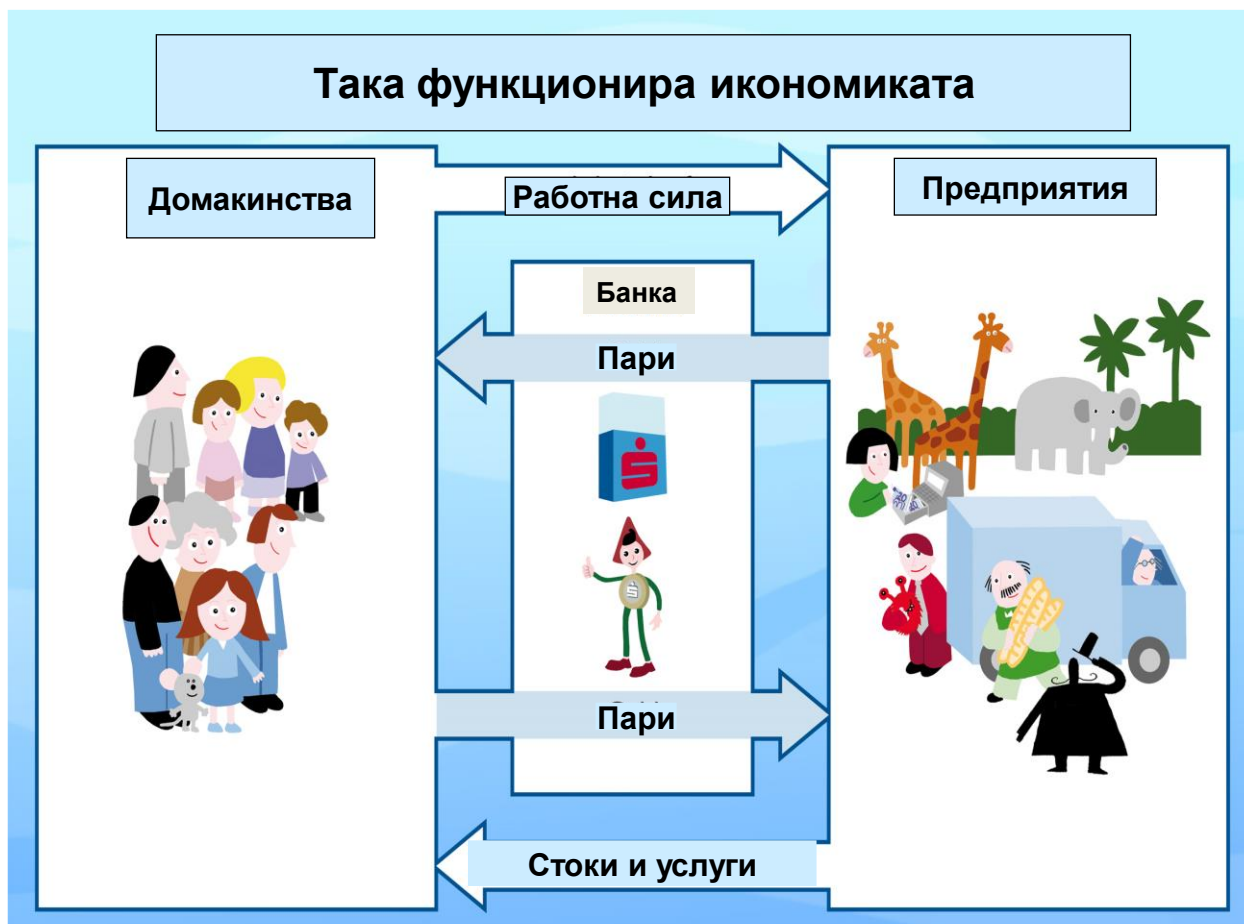 Така функционира икономиката
Домакинства
Работна сила
Предприятия
Банка
Пари
Пари
Стоки и услуги